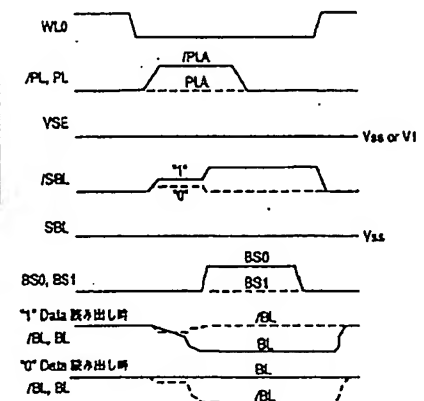 WL0
/PLA
/PL, PL
PLA
VSE
Vss or V1
"1"
/SBL
"0"
SBL
Vss
BS0
BS0, BS1
BS1
"1" Data 読み出し時
/BL
/BL, BL
BL
"0" Data 読み出し時
BL
/BL, BL
/BL